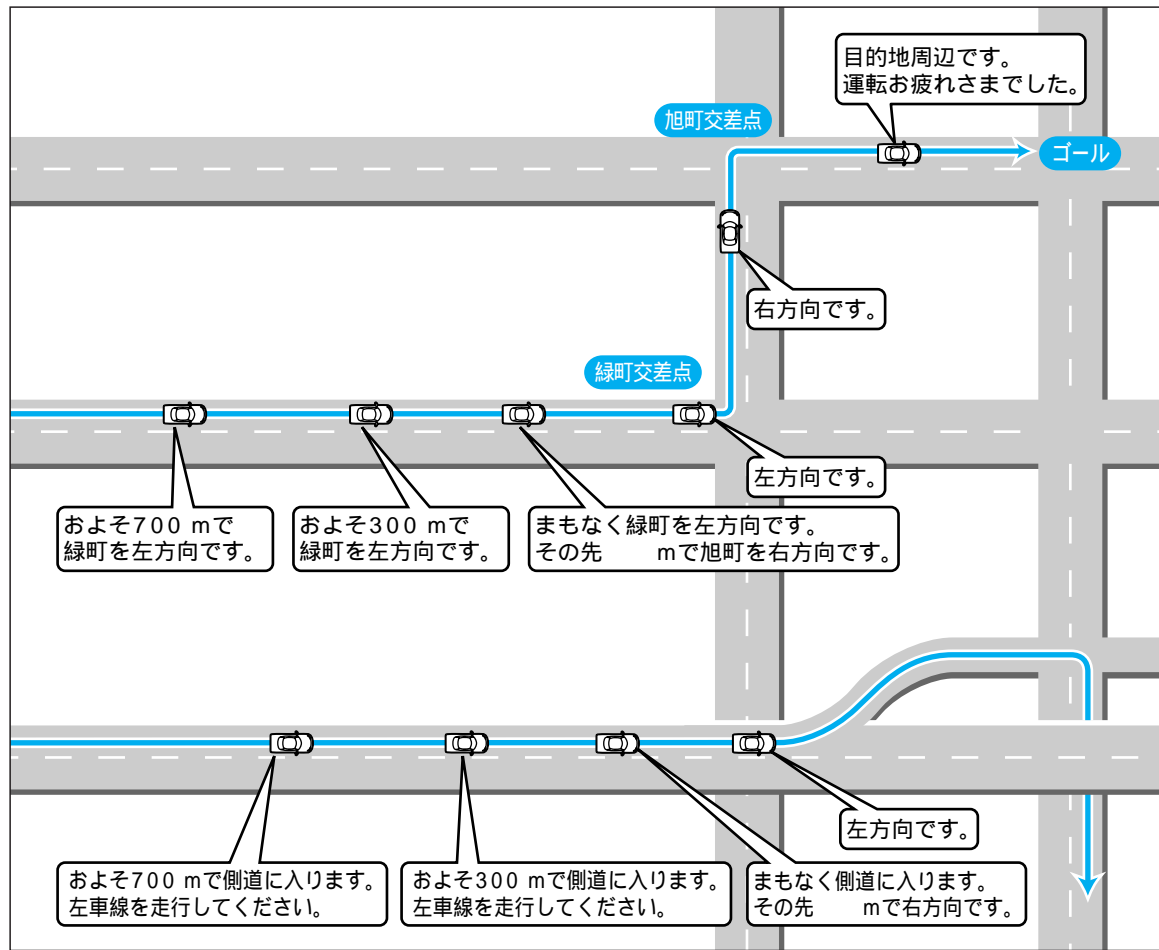 目的地周辺です。
運転お疲れさまでした。
旭町交差点
ゴール
右方向です。
緑町交差点
左方向です。
およそ700 mで
緑町を左方向です。
およそ300 mで
緑町を左方向です。
まもなく緑町を左方向です。
その先　　mで旭町を右方向です。
左方向です。
およそ700 mで側道に入ります。
左車線を走行してください。
およそ300 mで側道に入ります。
左車線を走行してください。
まもなく側道に入ります。
その先　　mで右方向です。